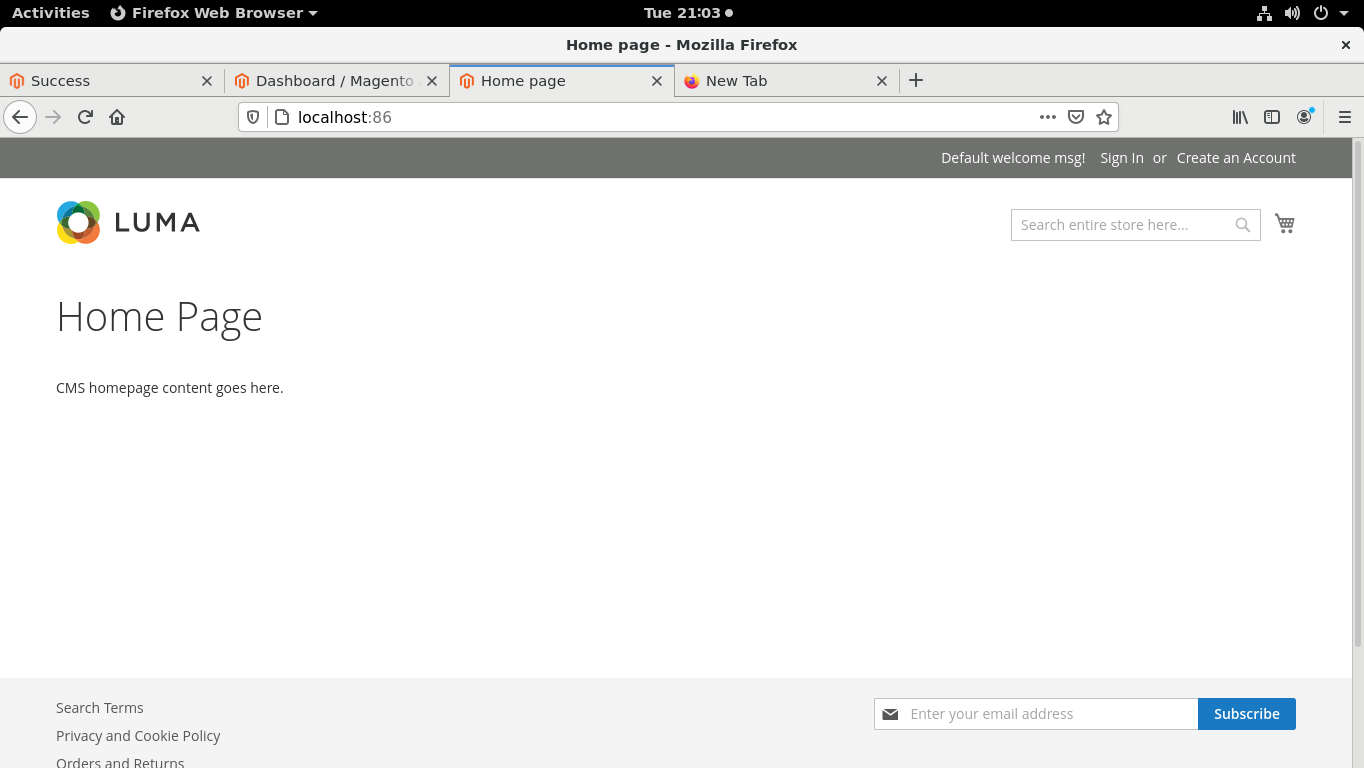 Activities Firefox Web Browser Tue 21:03
Home page - Mozilla Firefox
Success Dashboard / Magento Home page New Tab
localhost:86
Default welcome msg! Sign In or Create an Account
LUMA
Search entire store here...
Home Page
CMS homepage content goes here.
Search Terms
Enter your email address Subscribe
Privacy and Cookie Policy
Orders and Returns